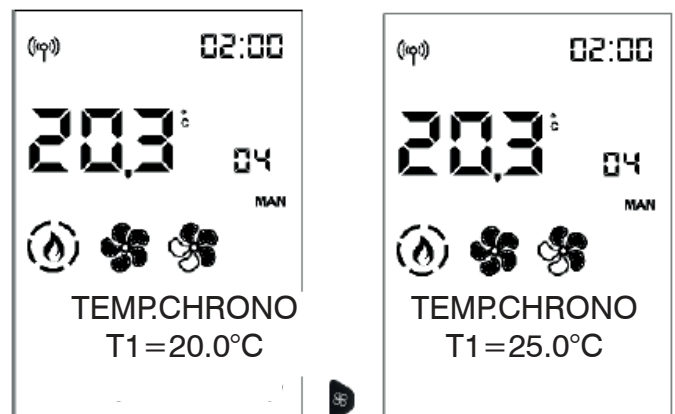 02:00
20,3°C
04
MAN
TEMP.CHRONO
T1=20.0°C
02:00
20,3°C
04
MAN
TEMP.CHRONO
T1=25.0°C